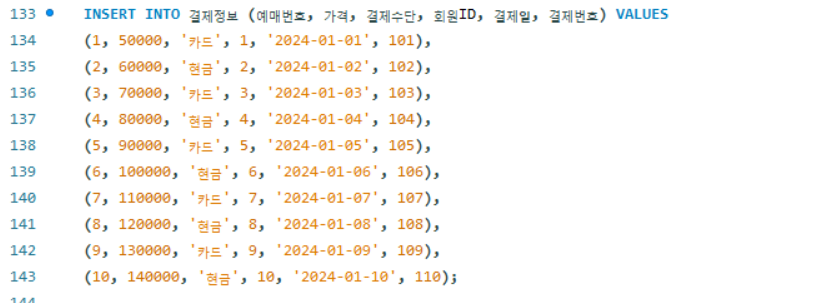 133 INSERT INTO 결제정보 (예매번호, 가격, 결제수단, 회원ID, 결제일, 결제번호) VALUES
134 (1, 50000, '카드', 1, '2024-01-01', 101),
135 (2, 60000, '현금', 2, '2024-01-02', 102),
136 (3, 70000, '카드', 3, '2024-01-03', 103),
137 (4, 80000, '현금', 4, '2024-01-04', 104),
138 (5, 90000, '카드', 5, '2024-01-05', 105),
139 (6, 100000, '현금', 6, '2024-01-06', 106),
140 (7, 110000, '카드', 7, '2024-01-07', 107),
141 (8, 120000, '현금', 8, '2024-01-08', 108),
142 (9, 130000, '카드', 9, '2024-01-09', 109),
143 (10, 140000, '현금', 10, '2024-01-10', 110);